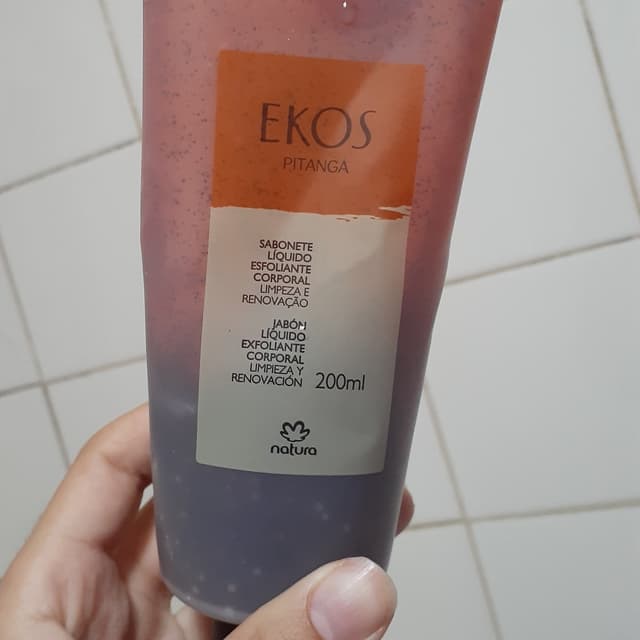 EKOS
PITANGA
SABONETE
LÍQUIDO
ESFOLIANTE
CORPORAL
LIMPEZA E
RENOVAÇÃO
JABÓN
LÍQUIDO
EXFOLIANTE
CORPORAL
LIMPIEZA Y
RENOVACIÓN 200ml
natura